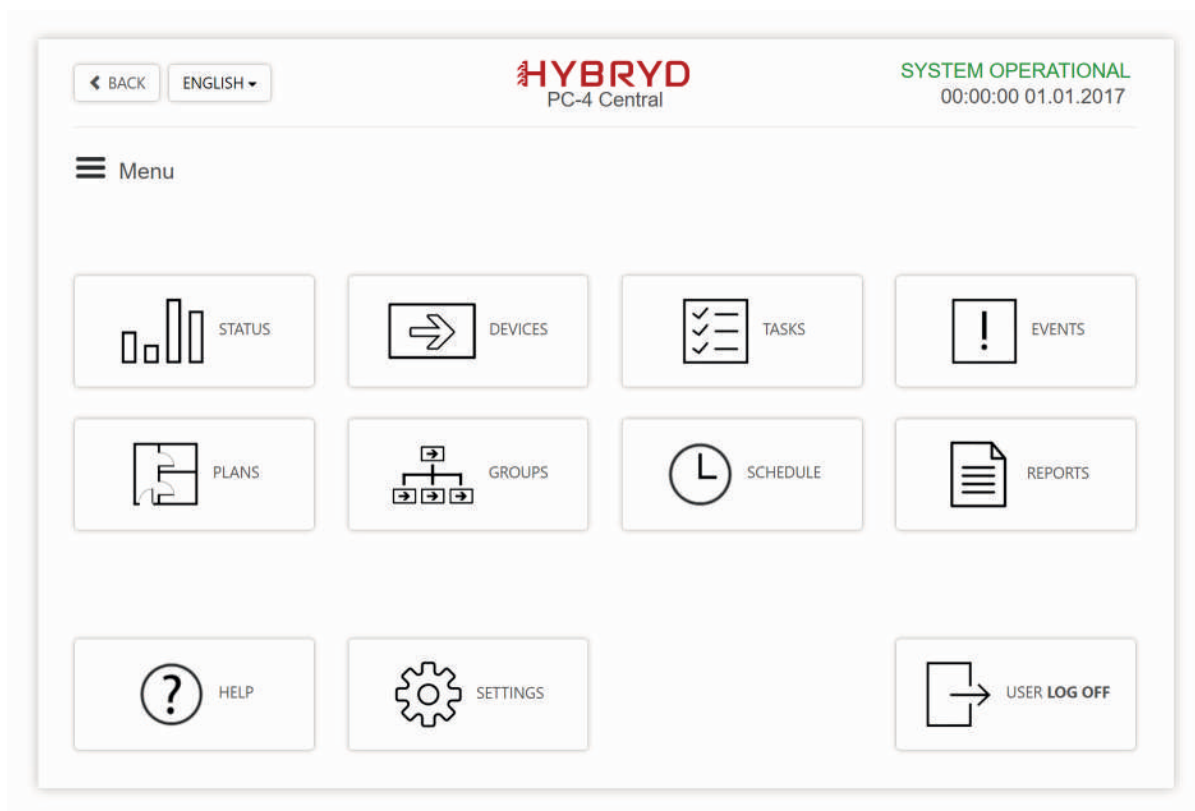 BACK
ENGLISH
HYBRYD
PC-4 Central
SYSTEM OPERATIONAL
00:00:00 01.01.2017
Menu
STATUS
DEVICES
TASKS
EVENTS
PLANS
GROUPS
SCHEDULE
REPORTS
HELP
SETTINGS
USER LOG OFF